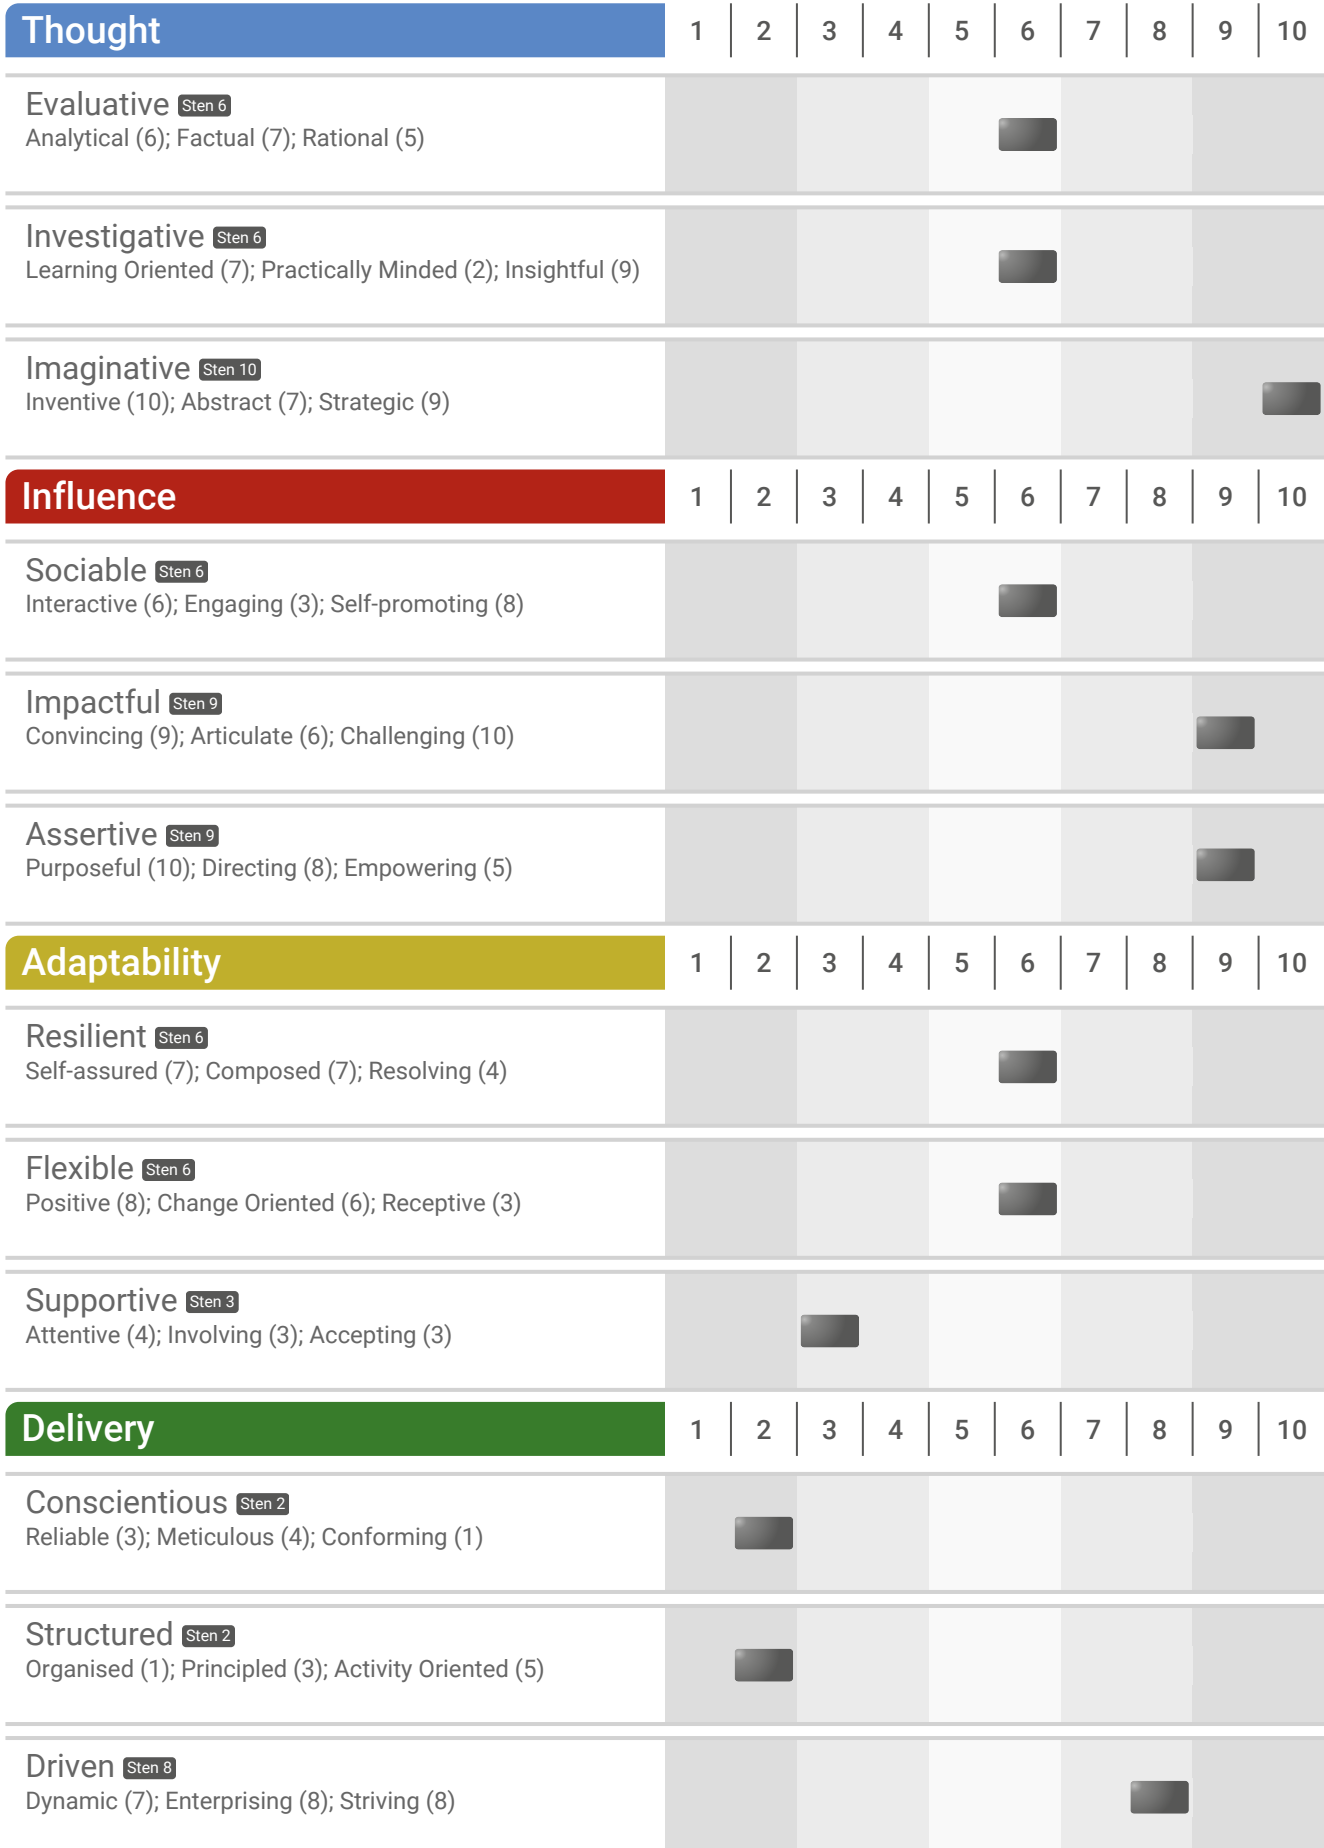 Thought 1 2 3 4 5 6 7 8 9 10
Evaluative Sten 6
Analytical (6); Factual (7); Rational (5)
Investigative Sten 6
Learning Oriented (7); Practically Minded (2); Insightful (9)
Imaginative Sten 10
Inventive (10); Abstract (7); Strategic (9)
Influence 1 2 3 4 5 6 7 8 9 10
Sociable Sten 6
Interactive (6); Engaging (3); Self-promoting (8)
Impactful Sten 9
Convincing (9); Articulate (6); Challenging (10)
Assertive Sten 9
Purposeful (10); Directing (8); Empowering (5)
Adaptability 1 2 3 4 5 6 7 8 9 10
Resilient Sten 6
Self-assured (7); Composed (7); Resolving (4)
Flexible Sten 6
Positive (8); Change Oriented (6); Receptive (3)
Supportive Sten 3
Attentive (4); Involving (3); Accepting (3)
Delivery 1 2 3 4 5 6 7 8 9 10
Conscientious Sten 2
Reliable (3); Meticulous (4); Conforming (1)
Structured Sten 2
Organised (1); Principled (3); Activity Oriented (5)
Driven Sten 8
Dynamic (7); Enterprising (8); Striving (8)